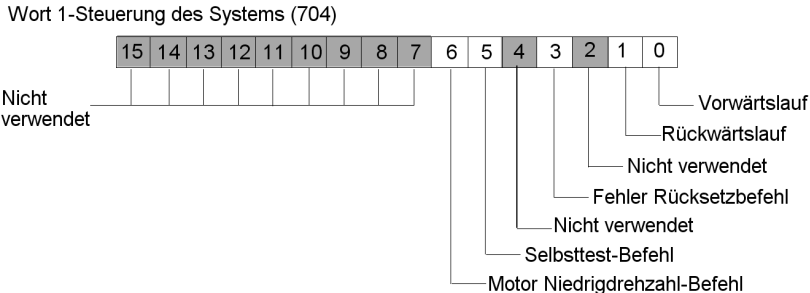 Wort 1-Steuerung des Systems (704)
15 14 13 12 11 10 9 8 7 6 5 4 3 2 1 0
Nicht
verwendet
Vorwärtslauf
Rückwärtslauf
Nicht verwendet
Fehler Rücksetzbefehl
Nicht verwendet
Selbsttest-Befehl
Motor Niedrigdrehzahl-Befehl